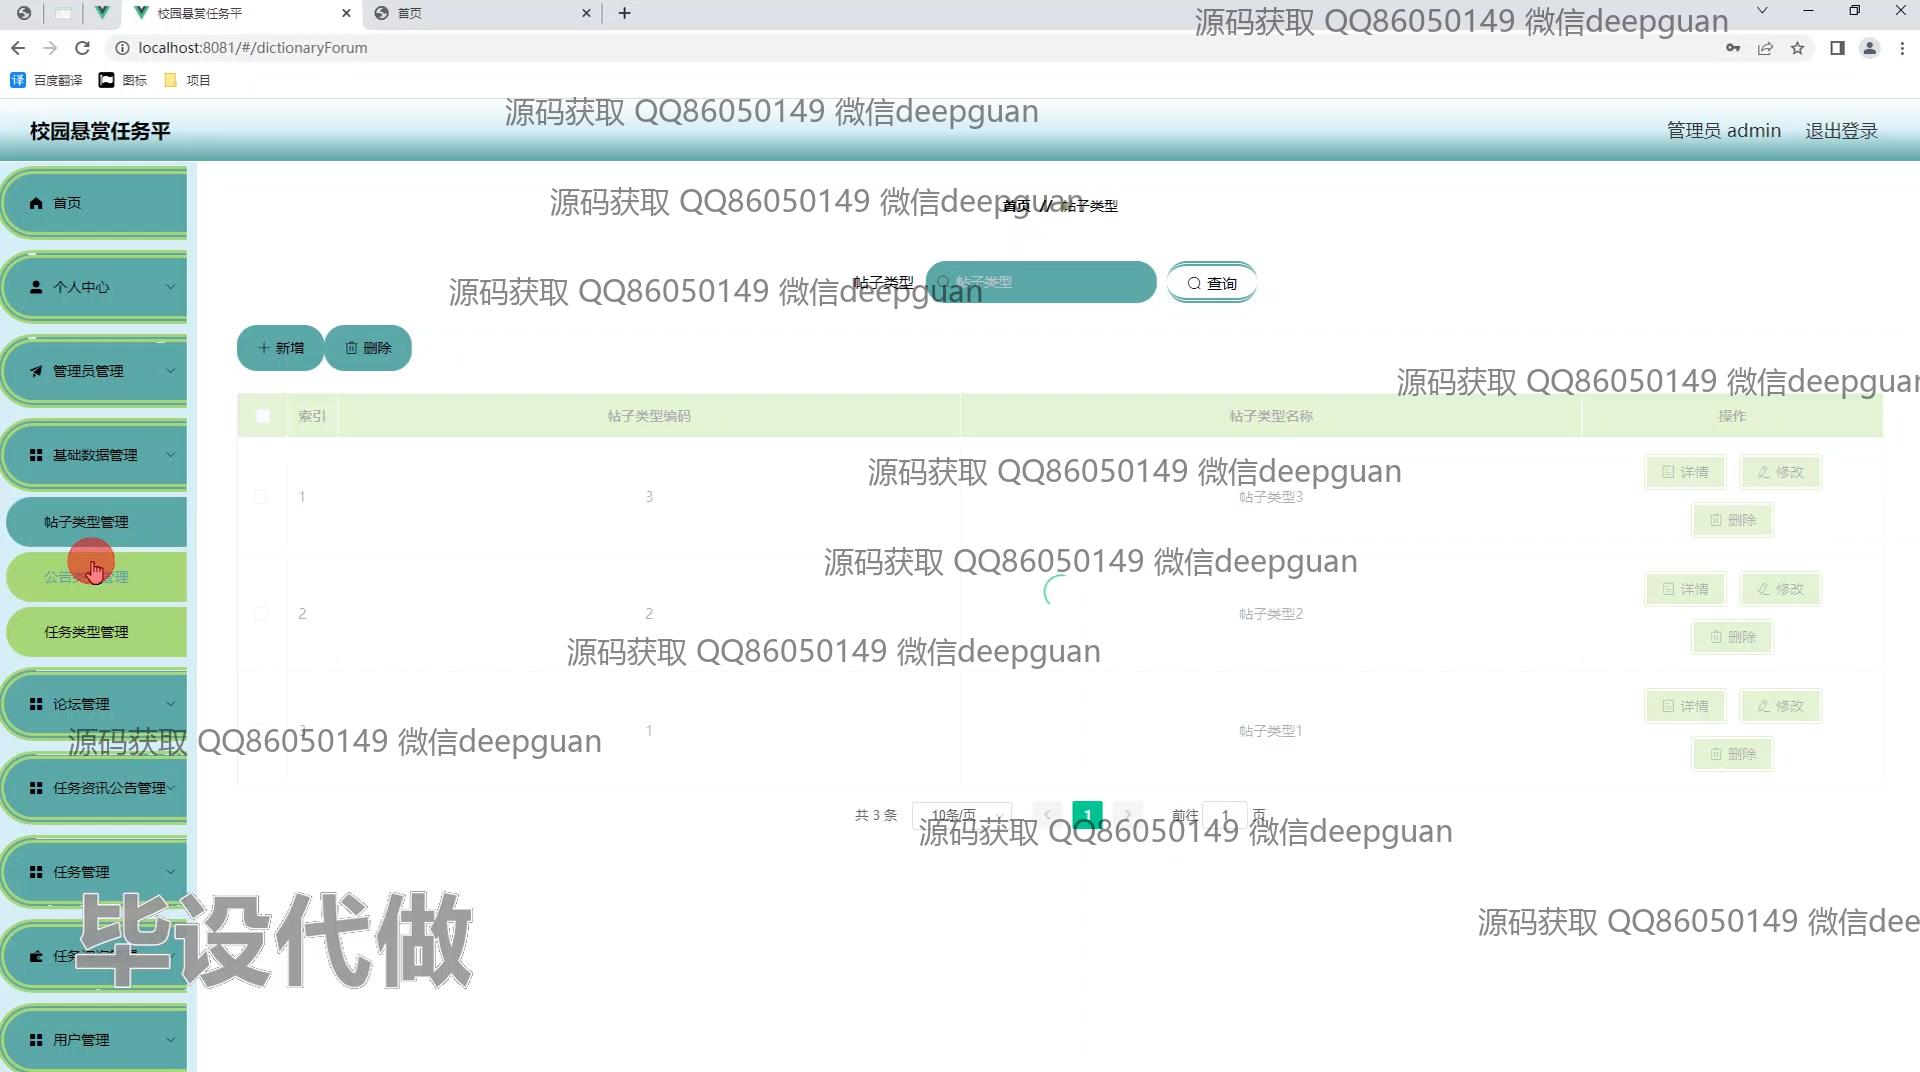 校园悬赏任务平
首页
源码获取 QQ86050149 微信deepguan
localhost:8081/#/dictionaryForum
百度翻译
图标
项目
源码获取 QQ86050149 微信deepguan
校园悬赏任务平
管理员 admin
退出登录
源码获取 QQ86050149 微信deepguan
首页 // 帖子类型
首页
个人中心
帖子类型
帖子类型
查询
源码获取 QQ86050149 微信deepguan
新增
删除
管理员管理
源码获取 QQ86050149 微信deepguan
索引
帖子类型编码
帖子类型名称
操作
基础数据管理
源码获取 QQ86050149 微信deepguan
1
3
帖子类型3
详情
修改
删除
帖子类型管理
源码获取 QQ86050149 微信deepguan
公告类型管理
2
2
帖子类型2
详情
修改
删除
任务类型管理
源码获取 QQ86050149 微信deepguan
论坛管理
3
1
帖子类型1
详情
修改
删除
源码获取 QQ86050149 微信deepguan
任务资讯公告管理
共 3 条
10条/页
1
前往
1
页
源码获取 QQ86050149 微信deepguan
任务管理
毕设代做
源码获取 QQ86050149 微信dee
任务
用户管理